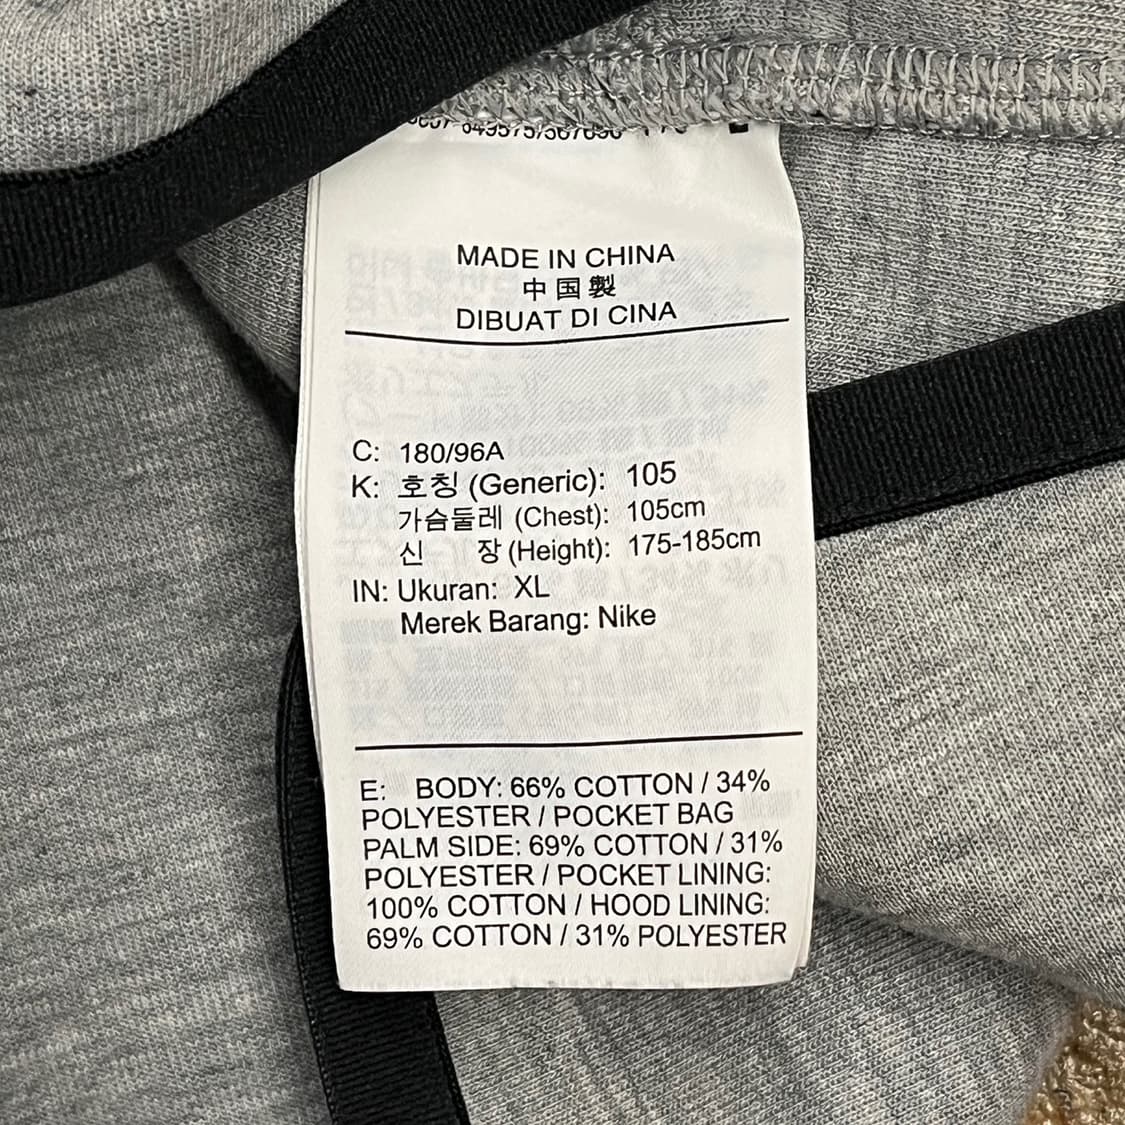 MADE IN CHINA
中国製
DIBUAT DI CINA
C: 180/96A
K: 호칭 (Generic): 105
가슴둘레 (Chest): 105cm
신 장 (Height): 175-185cm
IN: Ukuran: XL
Merek Barang: Nike
E: BODY: 66% COTTON / 34%
POLYESTER / POCKET BAG
PALM SIDE: 69% COTTON / 31%
POLYESTER / POCKET LINING:
100% COTTON / HOOD LINING:
69% COTTON / 31% POLYESTER